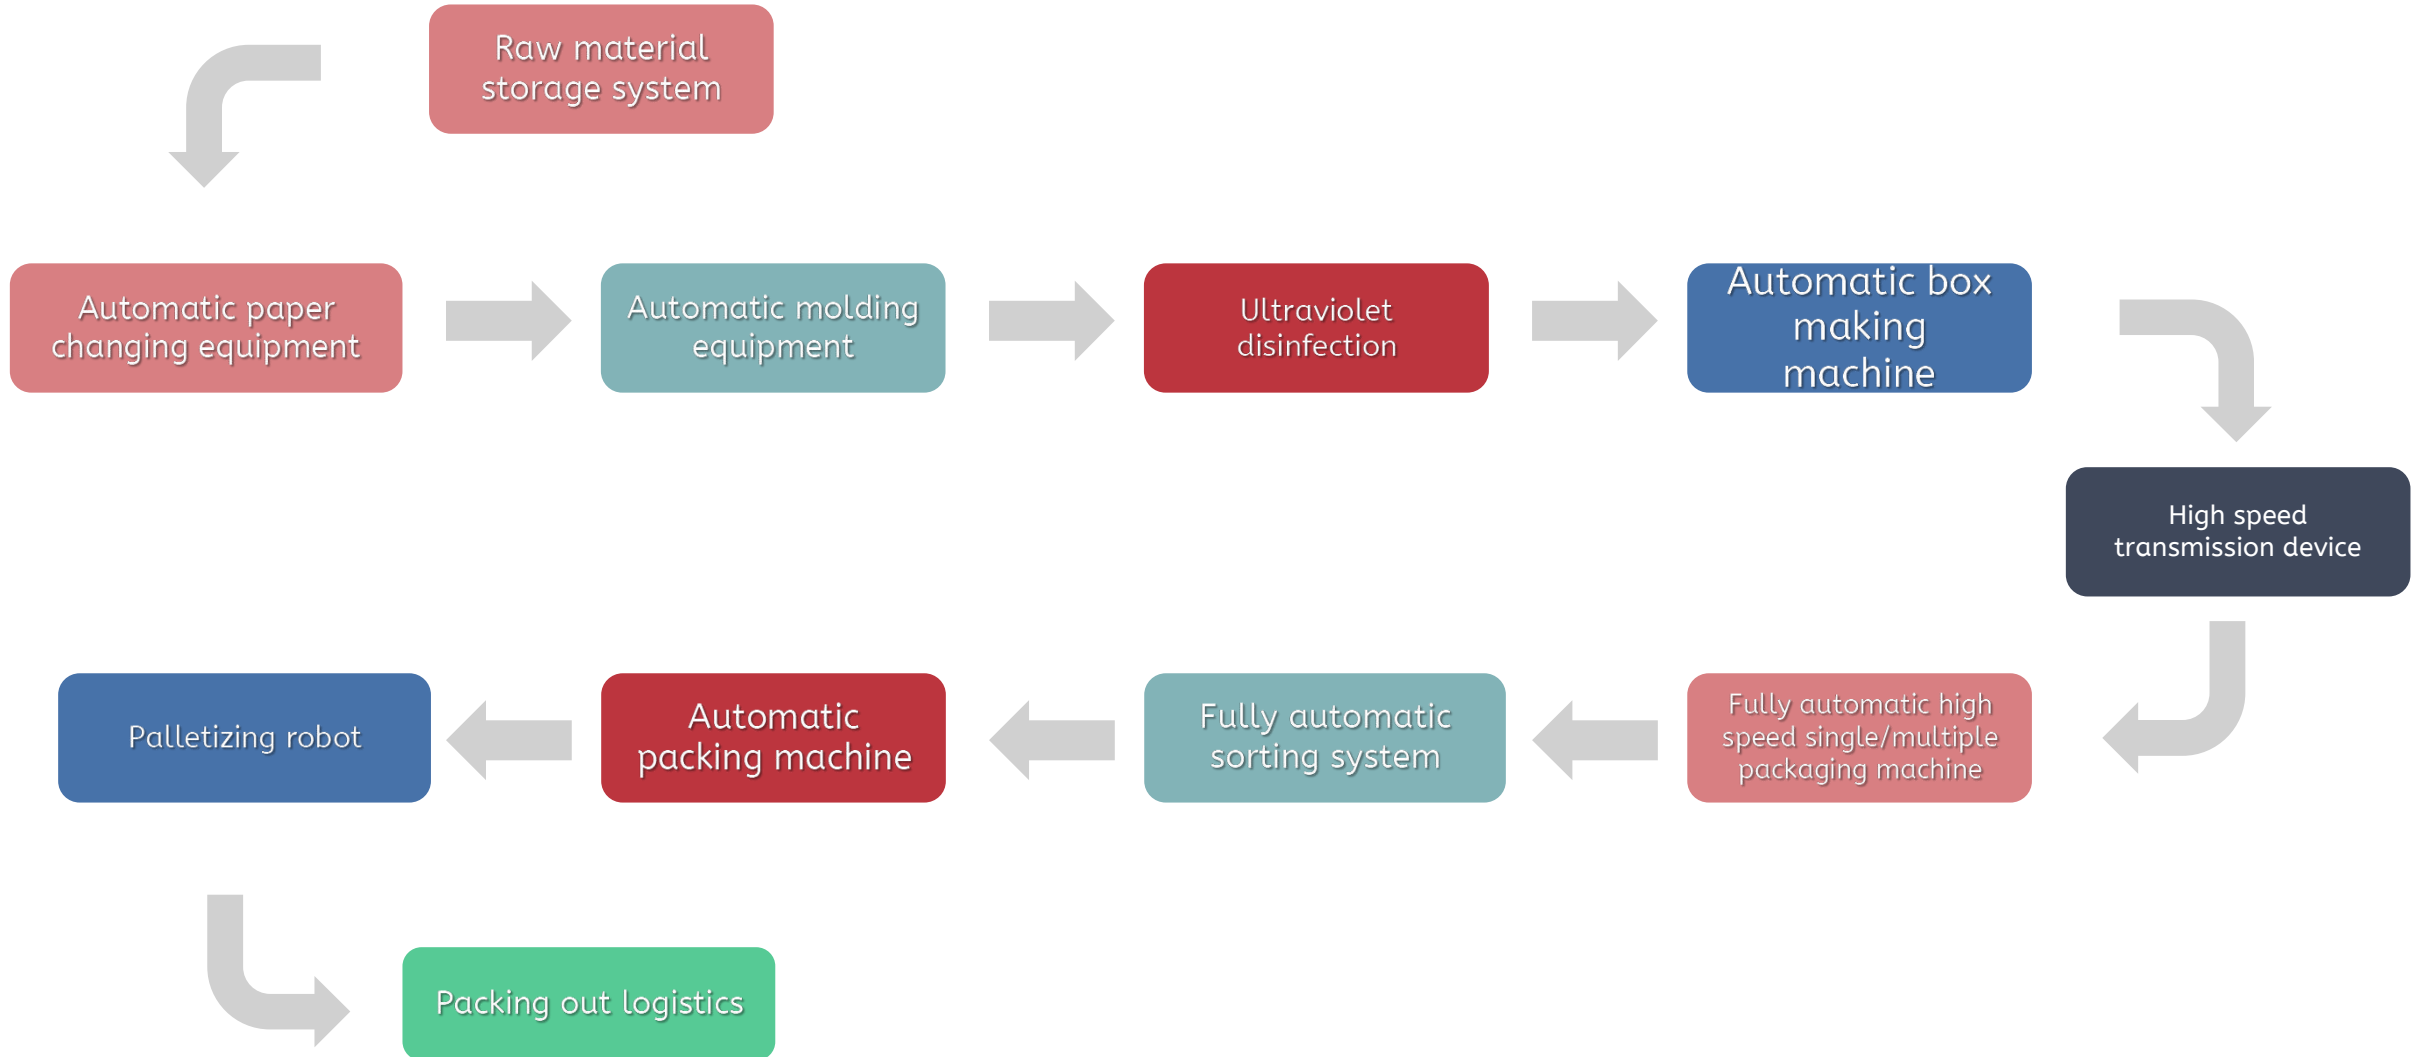 Raw material
storage system
Automatic paper
changing equipment
Automatic molding
equipment
Ultraviolet
disinfection
Automatic box
making
machine
High speed
transmission device
Fully automatic high
speed single/multiple
packaging machine
Fully automatic
sorting system
Automatic
packing machine
Palletizing robot
Packing out logistics